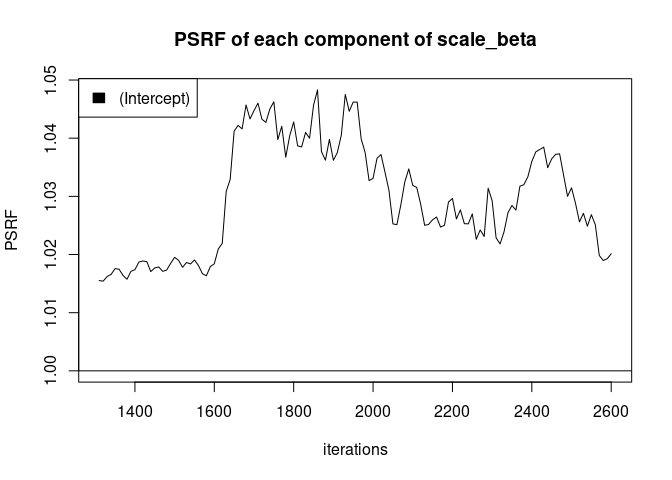 PSRF of each component of scale_beta
(Intercept)
1.05
1.04
1.03
1.02
1.01
1.00
PSRF
1400 1600 1800 2000 2200 2400 2600
iterations